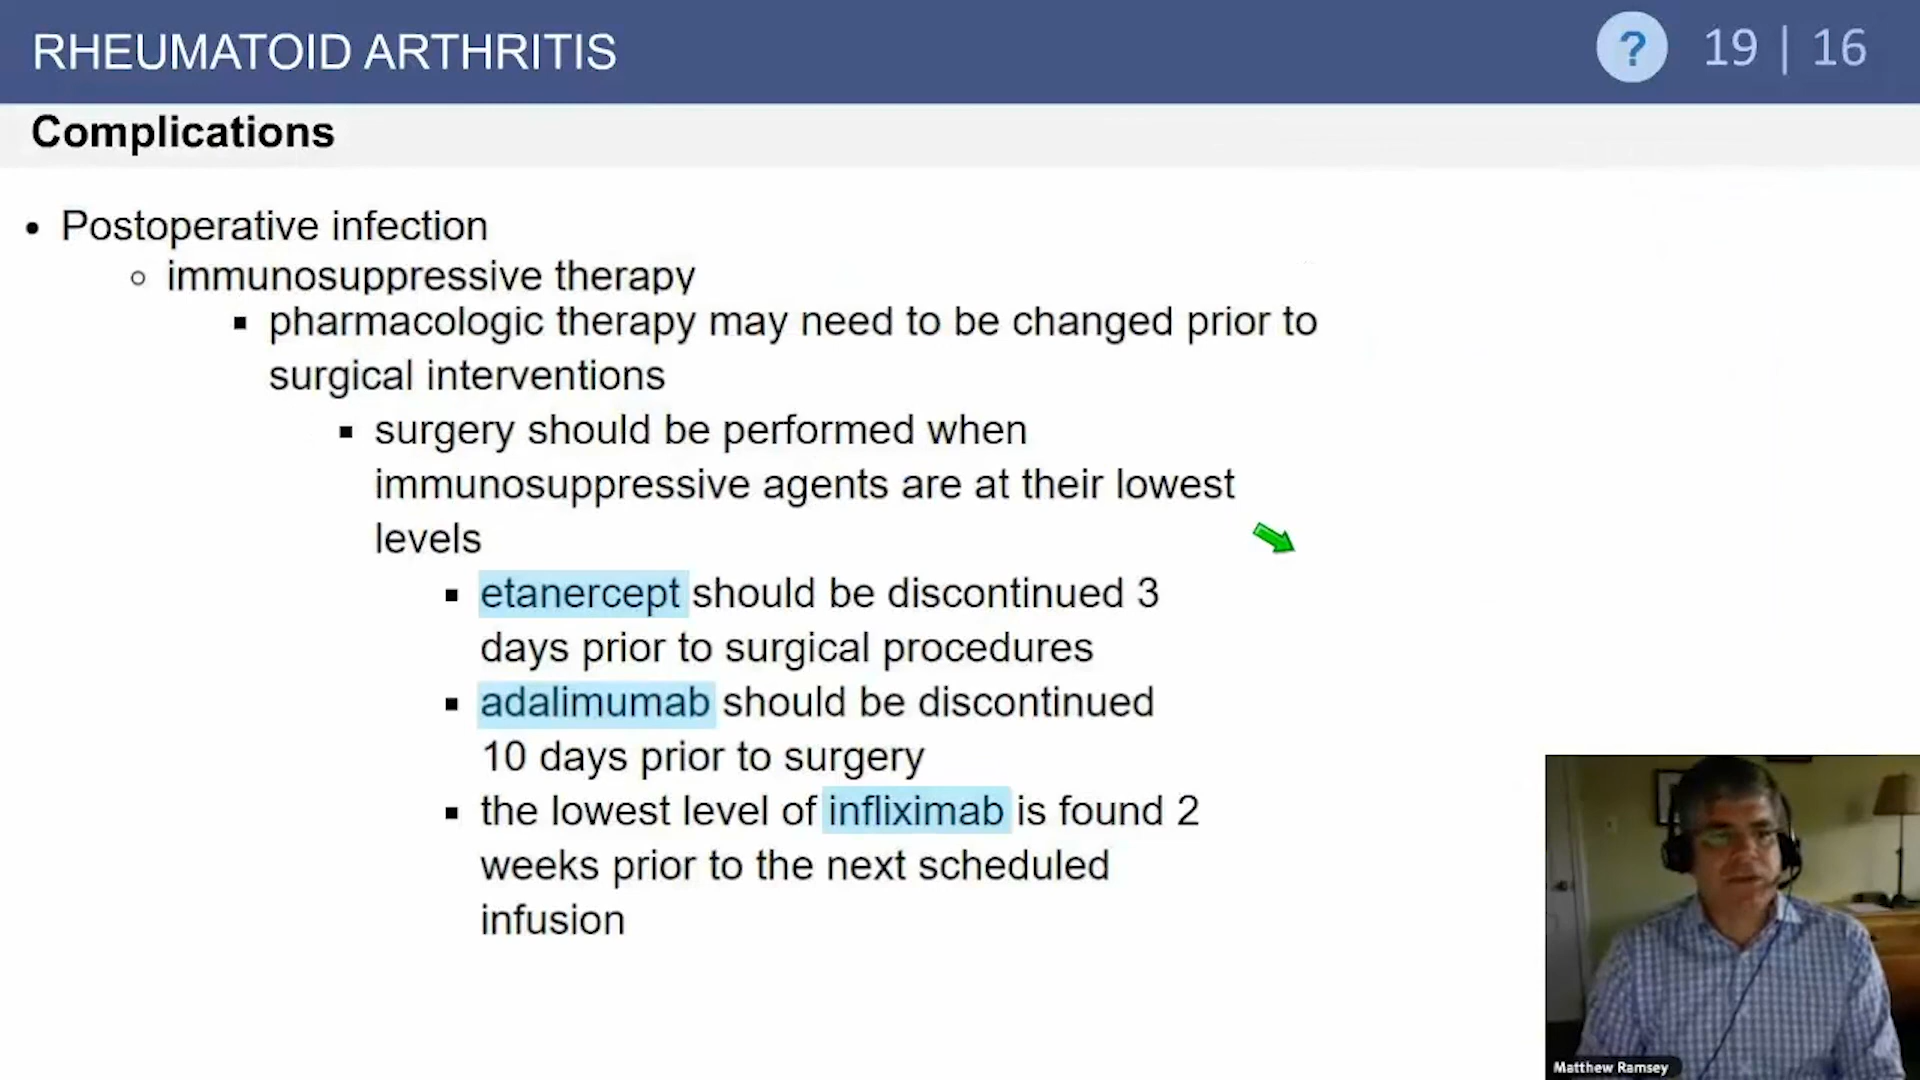 RHEUMATOID ARTHRITIS
? 19 | 16
Complications
• Postoperative infection
○ immunosuppressive therapy
▪ pharmacologic therapy may need to be changed prior to
surgical interventions
▪ surgery should be performed when
immunosuppressive agents are at their lowest
levels
▪ etanercept should be discontinued 3
days prior to surgical procedures
▪ adalimumab should be discontinued
10 days prior to surgery
▪ the lowest level of infliximab is found 2
weeks prior to the next scheduled
infusion
Matthew Ramsey